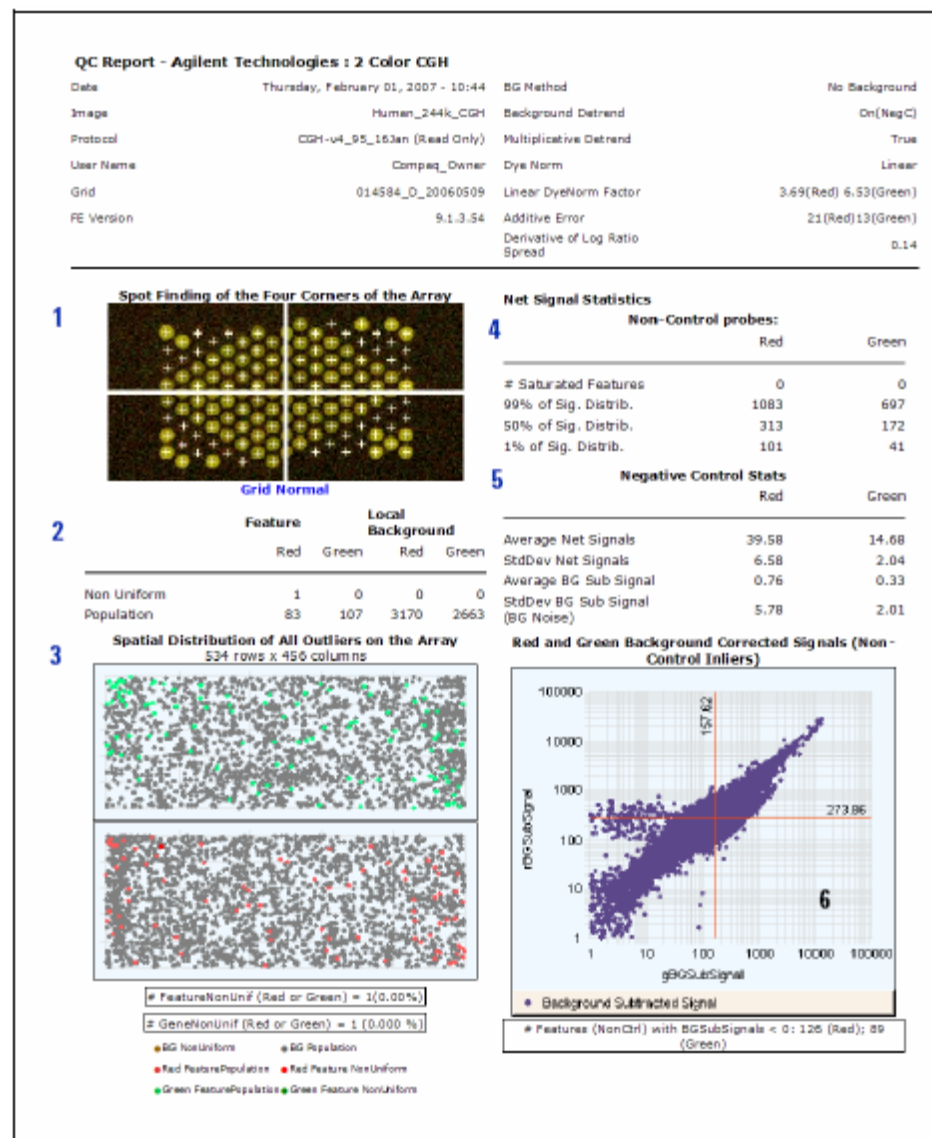 QC Report - Agilent Technologies : 2 Color CGH
Date Thursday, February 01, 2007 - 10:44 BG Method No Background
Image Human_244k_CGH Background Detrend On(NegC)
Protocol CGH-v4_95_16Jan (Read Only) Multiplicative Detrend True
User Name Compaq_Owner Dye Norm Linear
Grid 014584_D_20060509 Linear DyeNorm Factor 3.69(Red) 6.53(Green)
FE Version 9.1.3.54 Additive Error 21(Red)13(Green)
Derivative of Log Ratio
Spread 0.14
1
Spot Finding of the Four Corners of the Array
Grid Normal
2
Feature Local
Background
Red Green Red Green
Non Uniform 1 0 0 0
Population 83 107 3170 2663
3
Spatial Distribution of All Outliers on the Array
534 rows x 456 columns
# FeatureNonUnif (Red or Green) = 1(0.00%)
# GeneNonUnif (Red or Green) = 1 (0.000 %)
BG NonUniform BG Population
Red FeaturePopulation Red Feature NonUniform
Green FeaturePopulation Green Feature NonUniform
Net Signal Statistics
4
Non-Control probes:
Red Green
# Saturated Features 0 0
99% of Sig. Distrib. 1083 697
50% of Sig. Distrib. 313 172
1% of Sig. Distrib. 101 41
5
Negative Control Stats
Red Green
Average Net Signals 39.58 14.68
StdDev Net Signals 6.58 2.04
Average BG Sub Signal 0.76 0.33
StdDev BG Sub Signal
(BG Noise) 5.78 2.01
Red and Green Background Corrected Signals (Non-
Control Inliers)
100000
10000
1000
100
10
1
rBGSubSignal
157.62
273.86
6
1 10 100 1000 10000 100000
gBGSubSignal
Background Subtracted Signal
# Features (NonCtrl) with BGSubSignals < 0: 126 (Red); 89
(Green)